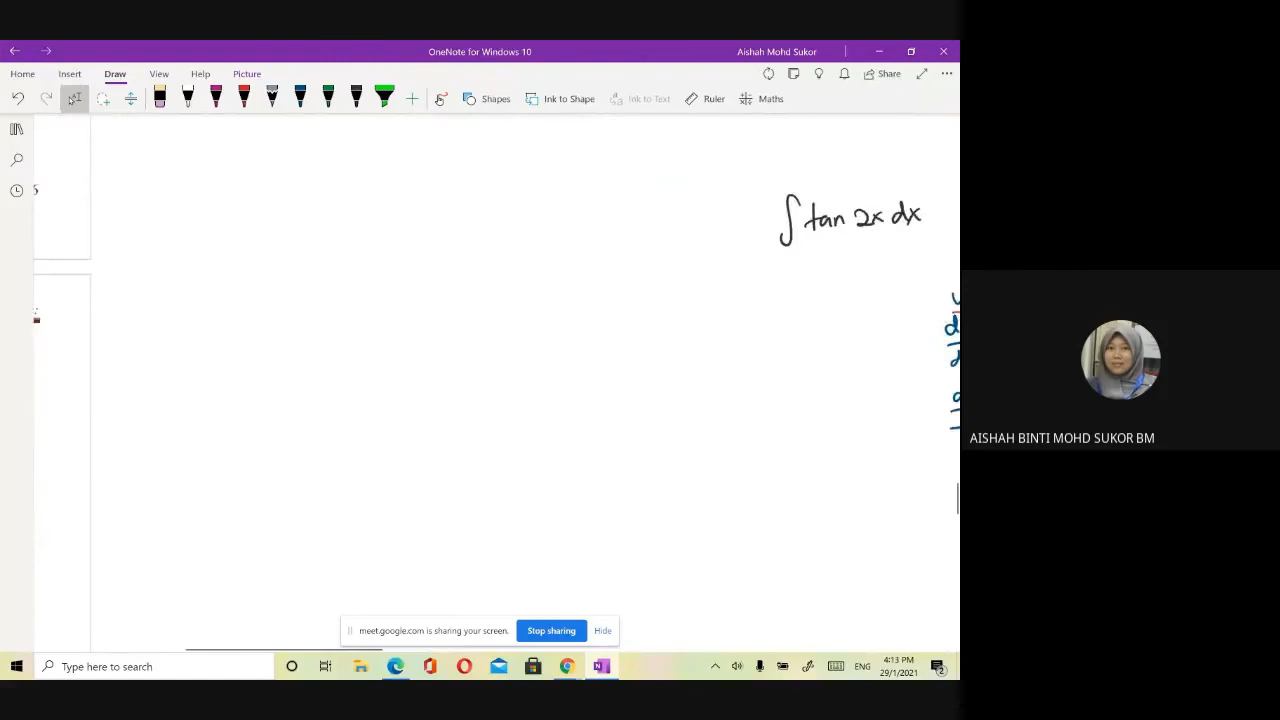 OneNote for Windows 10
Aishah Mohd Sukor
Home Insert Draw View Help Picture
Share
Shapes Ink to Shape Ink to Text Ruler Maths
∫ tan 2x dx
AISHAH BINTI MOHD SUKOR BM
meet.google.com is sharing your screen. Stop sharing Hide
Type here to search
ENG
4:13 PM
29/1/2021
2